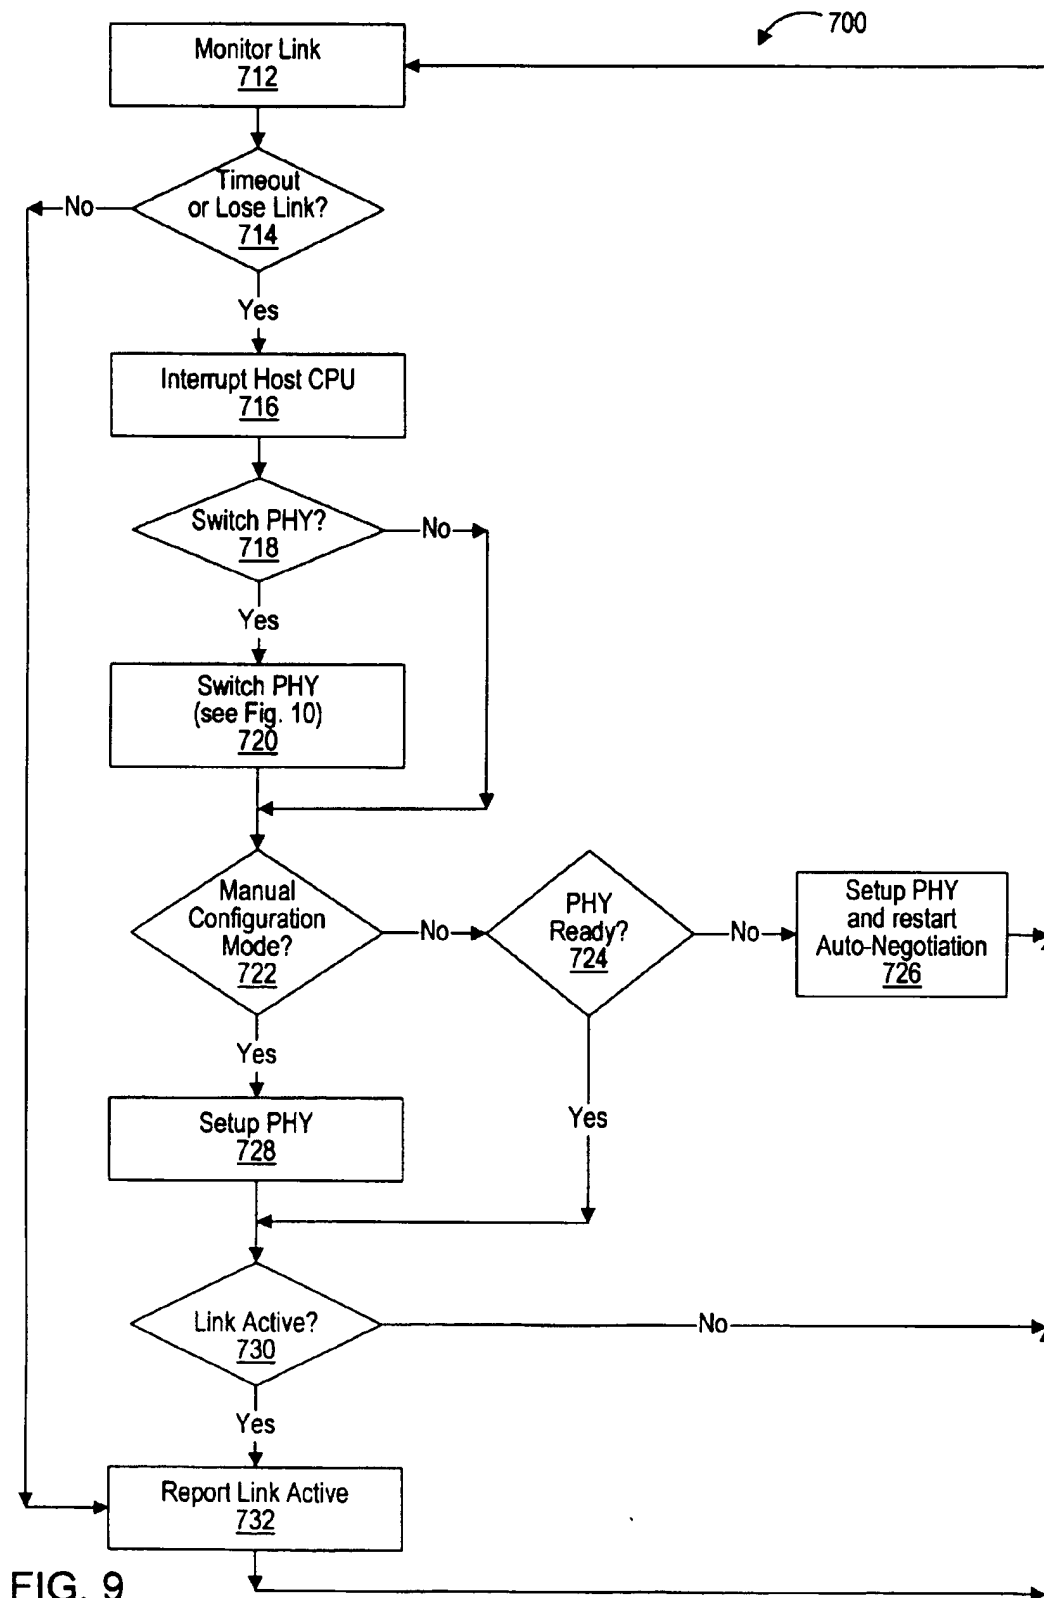 700
Monitor Link
712
Timeout
or Lose Link?
714
No
Yes
Interrupt Host CPU
716
Switch PHY?
718
No
Yes
Switch PHY
(see Fig. 10)
720
Manual
Configuration
Mode?
722
No
PHY
Ready?
724
No
Setup PHY
and restart
Auto-Negotiation
726
Yes
Setup PHY
728
Yes
Link Active?
730
No
Yes
Report Link Active
732
FIG. 9